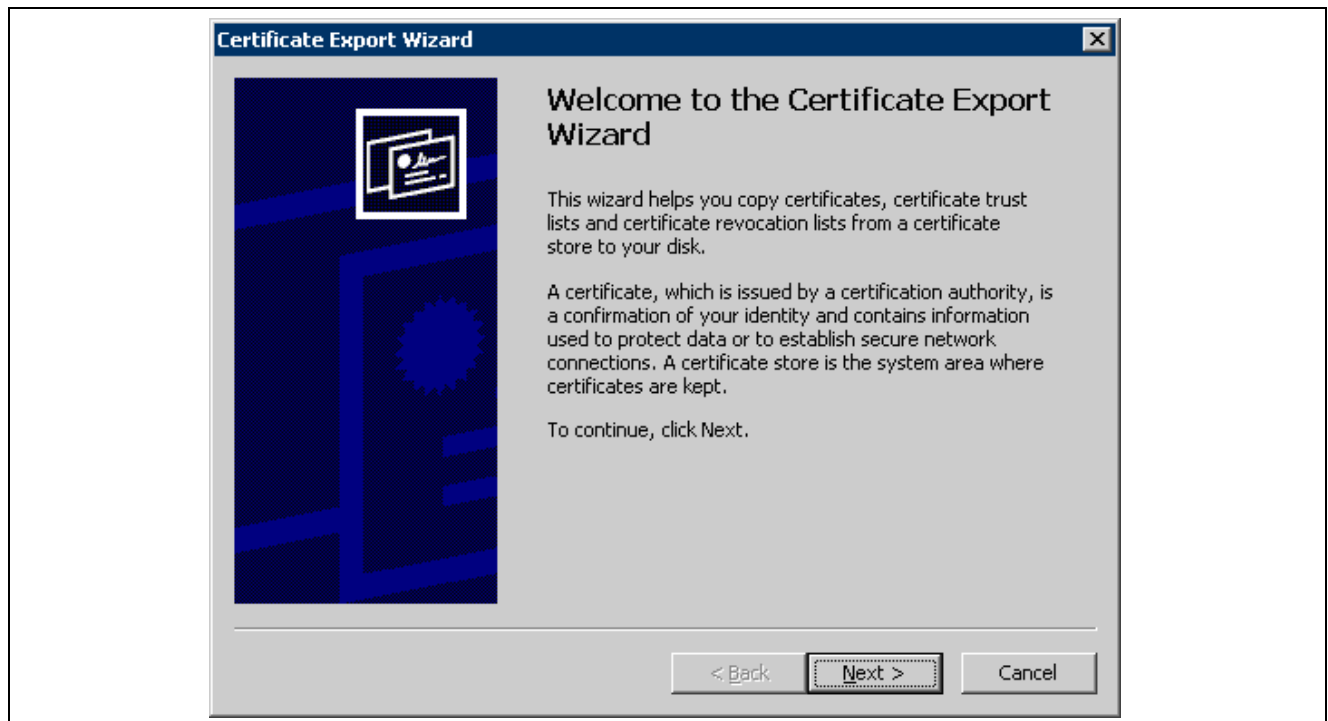 Certificate Export Wizard
Welcome to the Certificate Export
Wizard
This wizard helps you copy certificates, certificate trust
lists and certificate revocation lists from a certificate
store to your disk.
A certificate, which is issued by a certification authority, is
a confirmation of your identity and contains information
used to protect data or to establish secure network
connections. A certificate store is the system area where
certificates are kept.
To continue, click Next.
< Back
Next >
Cancel